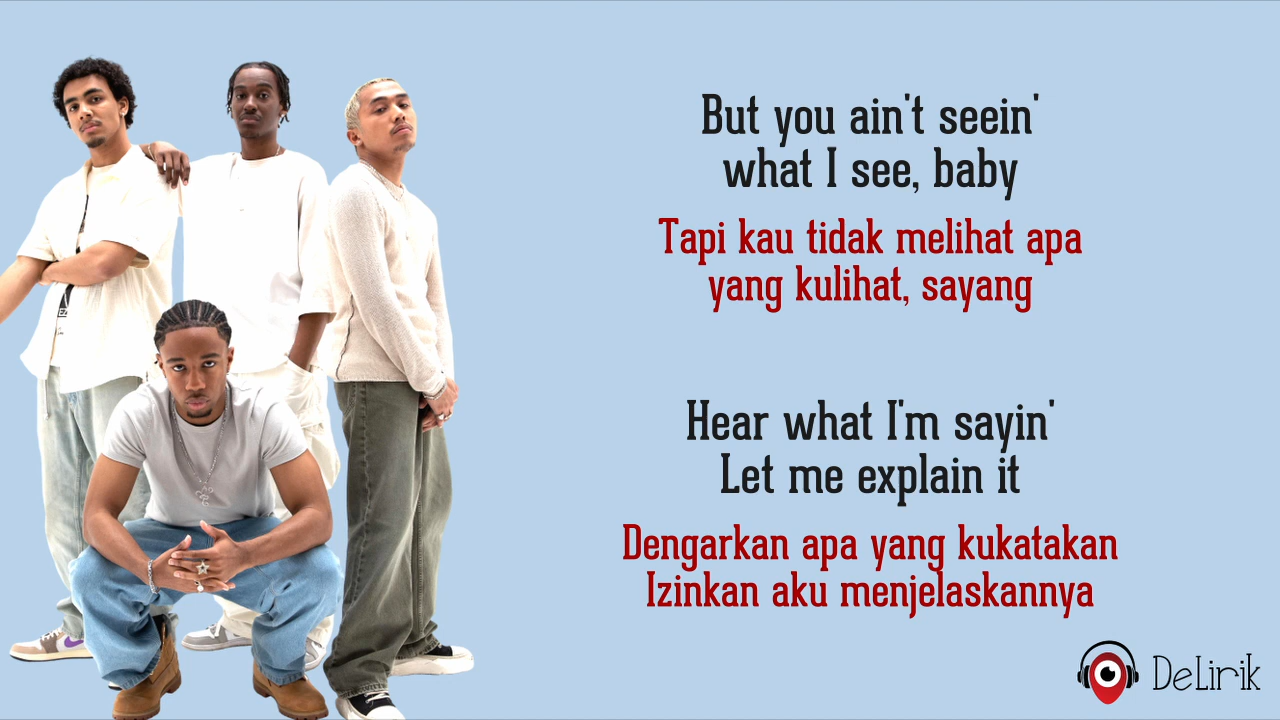 But you ain't seein'
what I see, baby
Tapi kau tidak melihat apa
yang kulihat, sayang
Hear what I'm sayin'
Let me explain it
Dengarkan apa yang kukatakan
Izinkan aku menjelaskannya
DeLirik